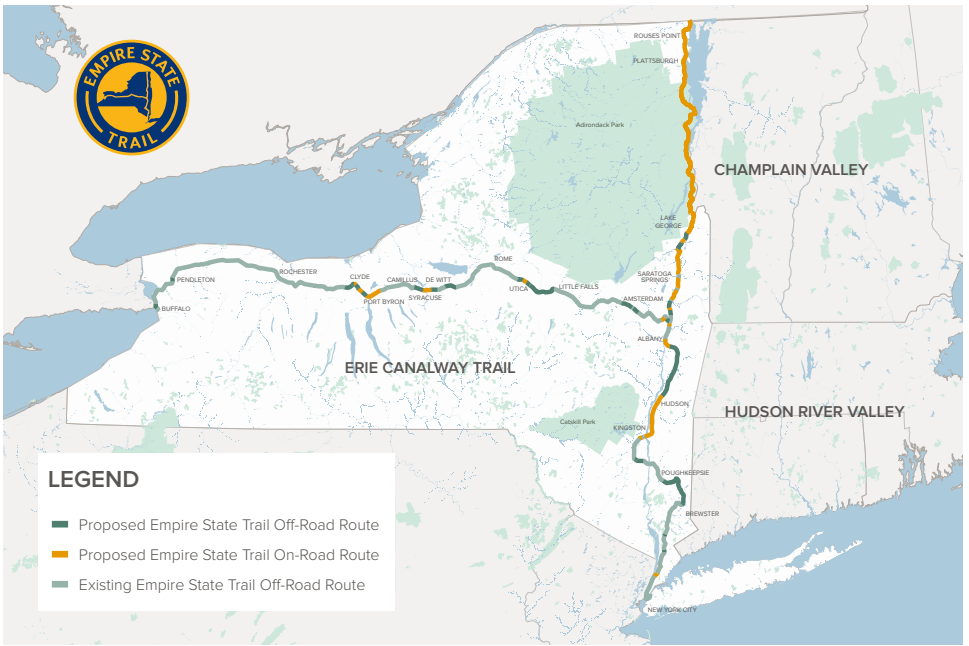 EMPIRE STATE
TRAIL
ROUSES POINT
PLATTSBURGH
Adirondack Park
CHAMPLAIN VALLEY
LAKE
GEORGE
ROME
SARATOGA
SPRINGS
ROCHESTER
PENDLETON
CLYDE
CAMILLUS
DE WITT
UTICA
LITTLE FALLS
PORT BYRON
SYRACUSE
AMSTERDAM
BUFFALO
ALBANY
ERIE CANALWAY TRAIL
HUDSON
HUDSON RIVER VALLEY
Catskill Park
KINGSTON
POUGHKEEPSIE
BREWSTER
NEW YORK CITY
LEGEND
Proposed Empire State Trail Off-Road Route
Proposed Empire State Trail On-Road Route
Existing Empire State Trail Off-Road Route